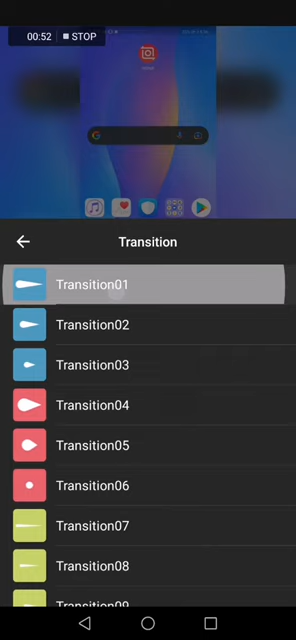 00:52 STOP
Transition
Transition01
Transition02
Transition03
Transition04
Transition05
Transition06
Transition07
Transition08
Transition09